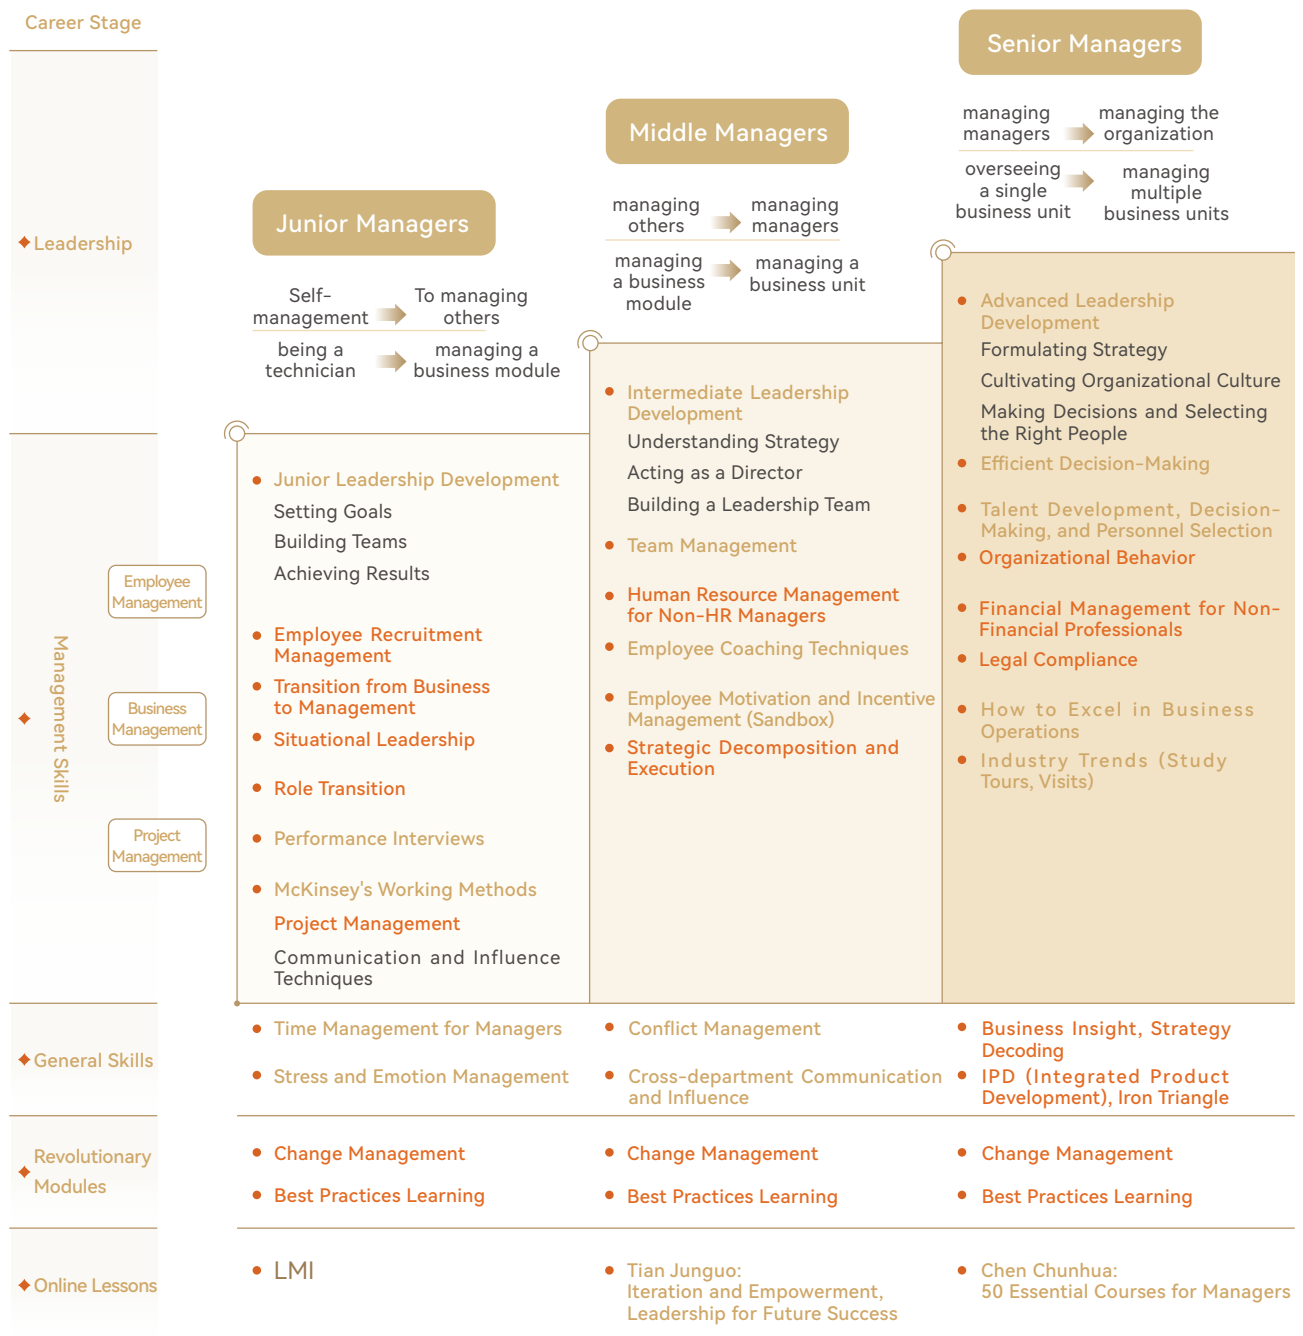 Career Stage
Leadership
Management Skills
Employee
Management
Business
Management
Project
Management
General Skills
Revolutionary
Modules
Online Lessons
Junior Managers
Self-
management
To managing
others
being a
technician
managing a
business module
Junior Leadership Development
Setting Goals
Building Teams
Achieving Results
Employee Recruitment
Management
Transition from Business
to Management
Situational Leadership
Role Transition
Performance Interviews
McKinsey's Working Methods
Project Management
Communication and Influence
Techniques
Time Management for Managers
Stress and Emotion Management
Change Management
Best Practices Learning
LMI
Middle Managers
managing
others
managing
managers
managing
a business
module
managing a
business unit
Intermediate Leadership
Development
Understanding Strategy
Acting as a Director
Building a Leadership Team
Team Management
Human Resource Management
for Non-HR Managers
Employee Coaching Techniques
Employee Motivation and Incentive
Management (Sandbox)
Strategic Decomposition and
Execution
Conflict Management
Cross-department Communication
and Influence
Change Management
Best Practices Learning
Tian Junguo:
Iteration and Empowerment,
Leadership for Future Success
Senior Managers
managing
managers
managing the
organization
overseeing
a single
business unit
managing
multiple
business units
Advanced Leadership
Development
Formulating Strategy
Cultivating Organizational Culture
Making Decisions and Selecting
the Right People
Efficient Decision-Making
Talent Development, Decision-
Making, and Personnel Selection
Organizational Behavior
Financial Management for Non-
Financial Professionals
Legal Compliance
How to Excel in Business
Operations
Industry Trends (Study
Tours, Visits)
Business Insight, Strategy
Decoding
IPD (Integrated Product
Development), Iron Triangle
Change Management
Best Practices Learning
Chen Chunhua:
50 Essential Courses for Managers